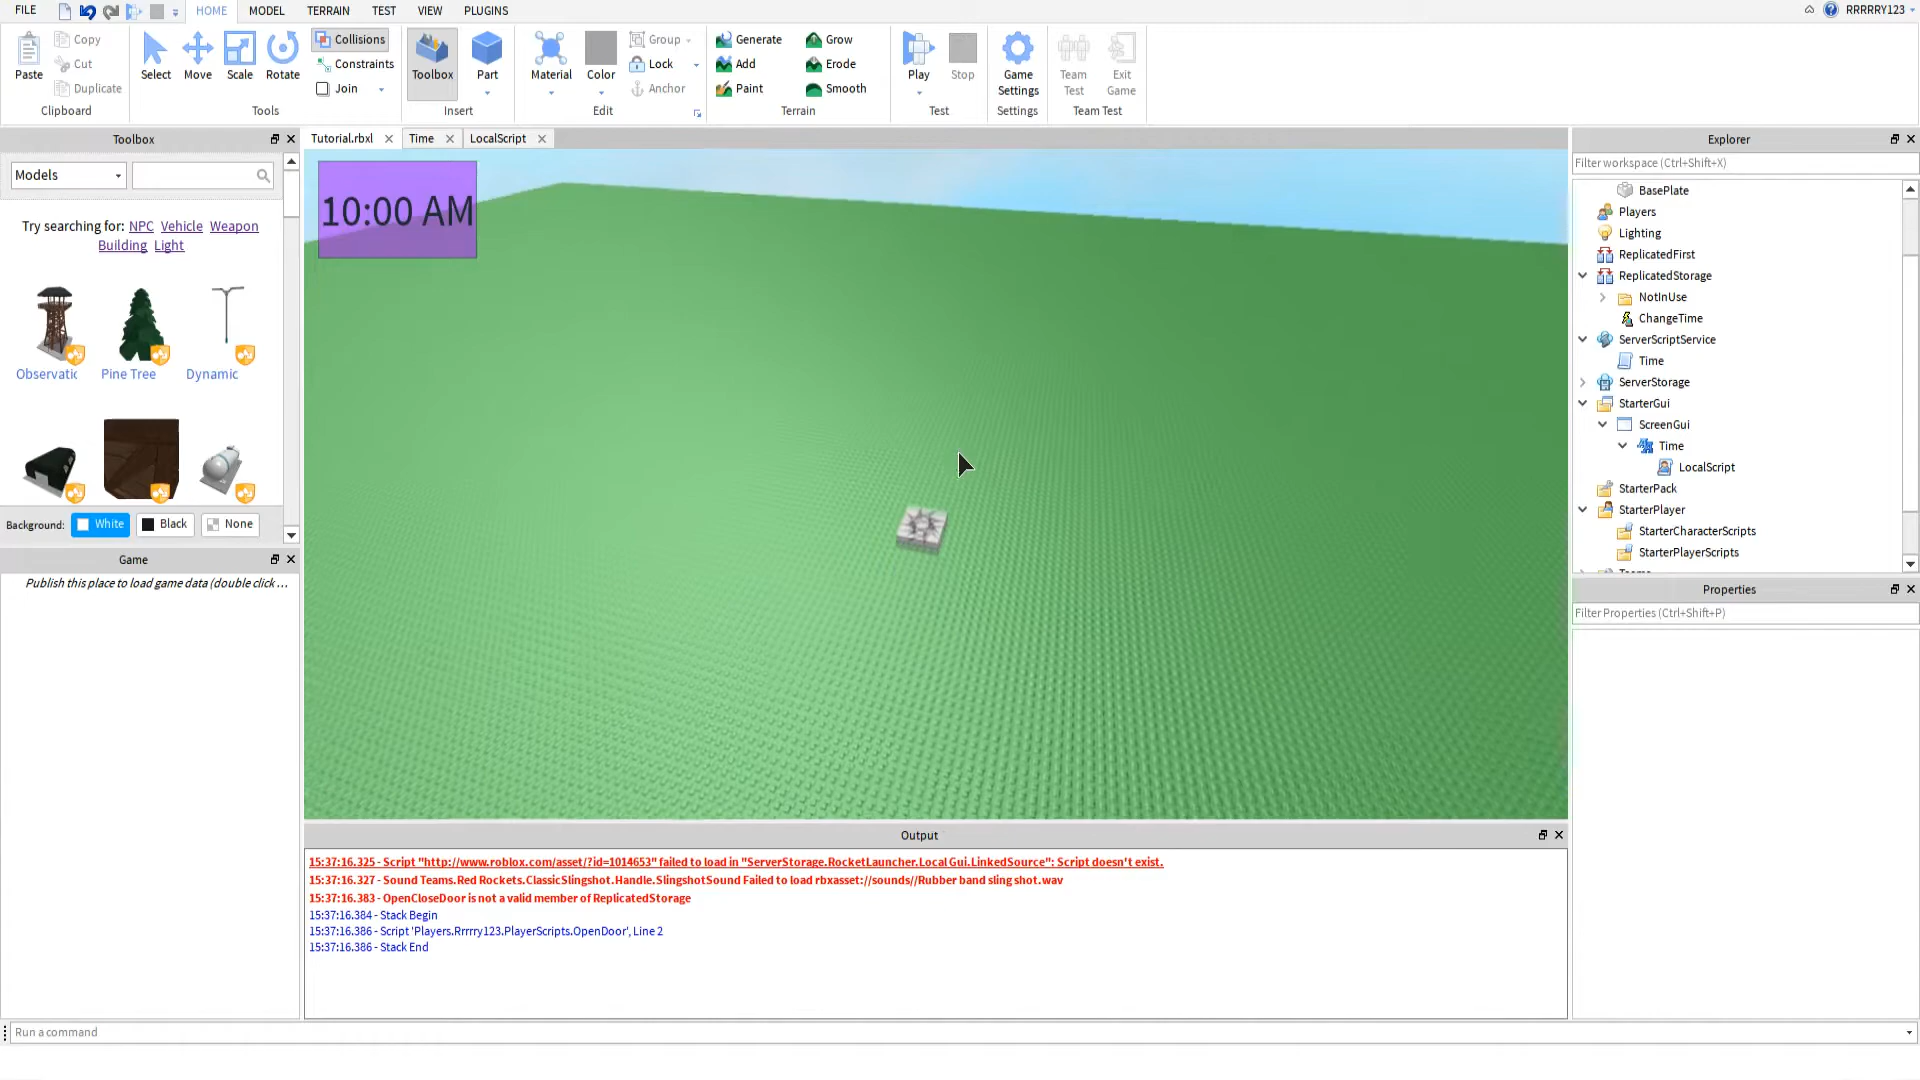 FILE HOME MODEL TERRAIN TEST VIEW PLUGINS RRRRRY123
Paste Copy Cut Duplicate Clipboard
Select Move Scale Rotate Collisions Constraints Join Tools
Toolbox Part Insert
Material Color Group Lock Anchor Edit
Generate Add Paint Grow Erode Smooth Terrain
Play Stop Test
Game Settings Settings
Team Test Exit Game Team Test
Toolbox
Models
Try searching for: NPC Vehicle Weapon
Building Light
Observatic Pine Tree Dynamic
Background: White Black None
Game
Publish this place to load game data (double click ...
Tutorial.rbxl Time LocalScript
10:00 AM
Output
15:37:16.325 - Script "http://www.roblox.com/asset/?id=1014653" failed to load in "ServerStorage.RocketLauncher.Local Gui.LinkedSource": Script doesn't exist.
15:37:16.327 - Sound Teams.Red Rockets.ClassicSlingshot.Handle.SlingshotSound Failed to load rbxasset://sounds//Rubber band sling shot.wav
15:37:16.383 - OpenCloseDoor is not a valid member of ReplicatedStorage
15:37:16.384 - Stack Begin
15:37:16.386 - Script 'Players.Rrrrry123.PlayerScripts.OpenDoor', Line 2
15:37:16.386 - Stack End
Run a command
Explorer
Filter workspace (Ctrl+Shift+X)
BasePlate
Players
Lighting
ReplicatedFirst
ReplicatedStorage
NotInUse
ChangeTime
ServerScriptService
Time
ServerStorage
StarterGui
ScreenGui
Time
LocalScript
StarterPack
StarterPlayer
StarterCharacterScripts
StarterPlayerScripts
Properties
Filter Properties (Ctrl+Shift+P)